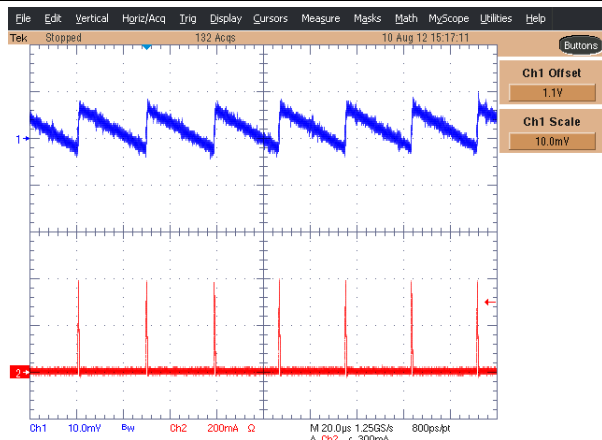 File Edit Vertical Horiz/Acq Trig Display Cursors Measure Masks Math MyScope Utilities Help
Tek Stopped 132 Acqs 10 Aug 12 15:17:11
Buttons
Ch1 Offset
1.1V
Ch1 Scale
10.0mV
1
2
Ch1 10.0mV Bw Ch2 200mA Ω M 20.0µs 1.25GS/s 800ps/pt
A Ch2 300mA